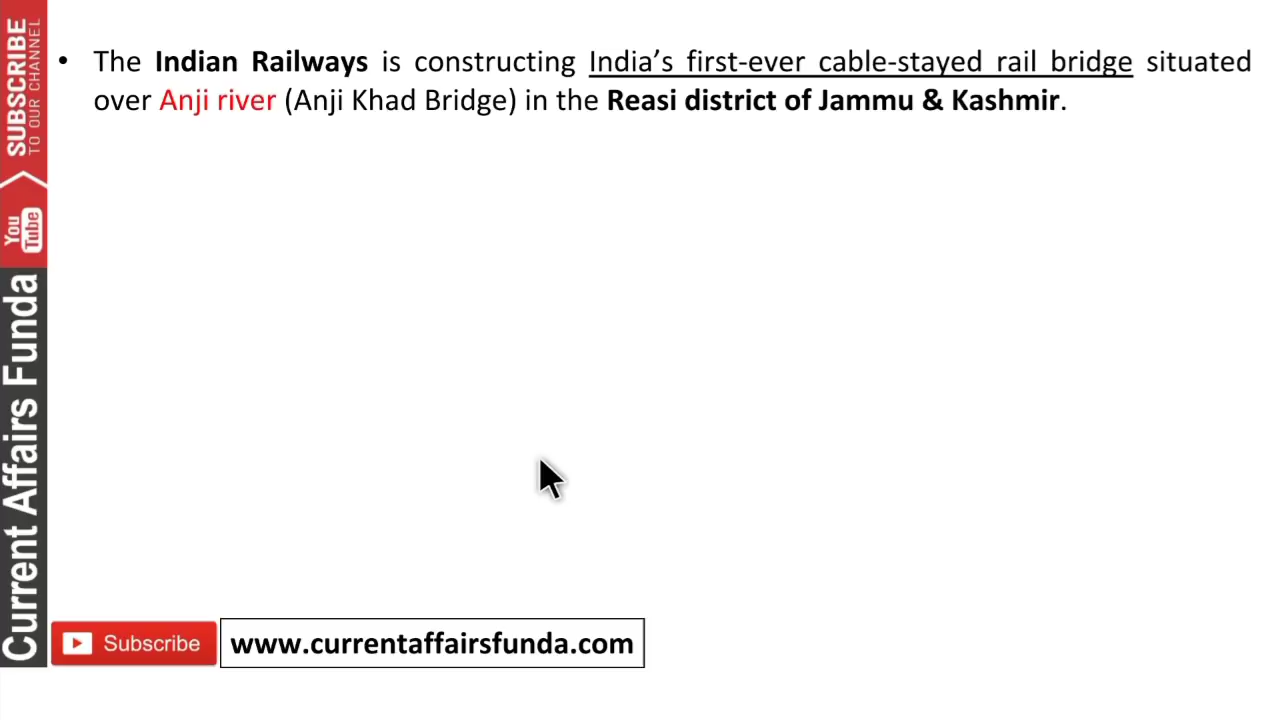 • The Indian Railways is constructing India’s first-ever cable-stayed rail bridge situated
over Anji river (Anji Khad Bridge) in the Reasi district of Jammu & Kashmir.
SUBSCRIBE
TO OUR CHANNEL
You
Tube
Current Affairs Funda
Subscribe
www.currentaffairsfunda.com